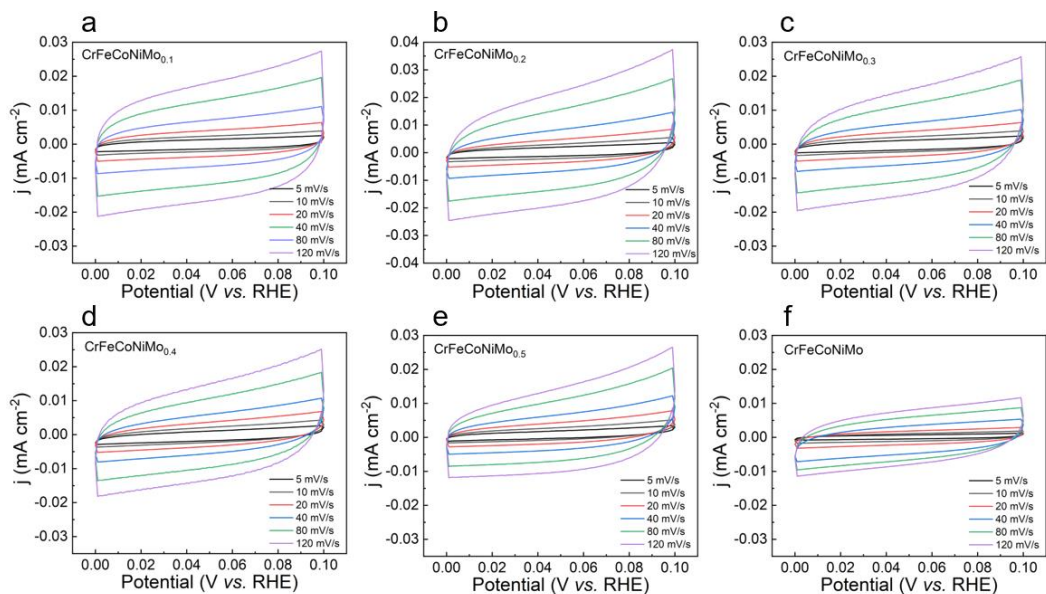 a
CrFeCoNiMo0.1
j (mA cm-2)
0.03
0.02
0.01
0.00
-0.01
-0.02
-0.03
5 mV/s
10 mV/s
20 mV/s
40 mV/s
80 mV/s
120 mV/s
0.00 0.02 0.04 0.06 0.08 0.10
Potential (V vs. RHE)
b
CrFeCoNiMo0.2
j (mA cm-2)
0.04
0.03
0.02
0.01
0.00
-0.01
-0.02
-0.03
-0.04
5 mV/s
10 mV/s
20 mV/s
40 mV/s
80 mV/s
120 mV/s
0.00 0.02 0.04 0.06 0.08 0.10
Potential (V vs. RHE)
c
CrFeCoNiMo0.3
j (mA cm-2)
0.03
0.02
0.01
0.00
-0.01
-0.02
-0.03
5 mV/s
10 mV/s
20 mV/s
40 mV/s
80 mV/s
120 mV/s
0.00 0.02 0.04 0.06 0.08 0.10
Potential (V vs. RHE)
d
CrFeCoNiMo0.4
j (mA cm-2)
0.03
0.02
0.01
0.00
-0.01
-0.02
-0.03
5 mV/s
10 mV/s
20 mV/s
40 mV/s
80 mV/s
120 mV/s
0.00 0.02 0.04 0.06 0.08 0.10
Potential (V vs. RHE)
e
CrFeCoNiMo0.5
j (mA cm-2)
0.03
0.02
0.01
0.00
-0.01
-0.02
-0.03
5 mV/s
10 mV/s
20 mV/s
40 mV/s
80 mV/s
120 mV/s
0.00 0.02 0.04 0.06 0.08 0.10
Potential (V vs. RHE)
f
CrFeCoNiMo
j (mA cm-2)
0.03
0.02
0.01
0.00
-0.01
-0.02
-0.03
5 mV/s
10 mV/s
20 mV/s
40 mV/s
80 mV/s
120 mV/s
0.00 0.02 0.04 0.06 0.08 0.10
Potential (V vs. RHE)